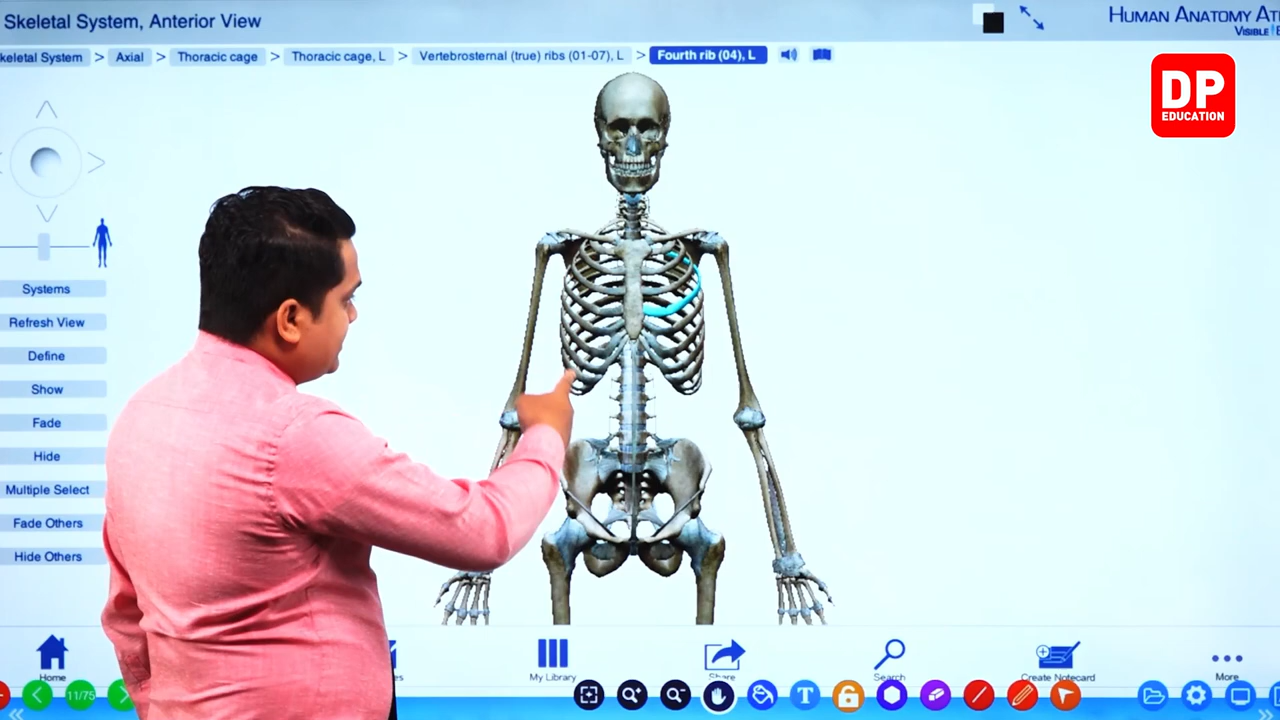 Skeletal System, Anterior View
HUMAN ANATOMY AT
VISIBLE
keletal System > Axial > Thoracic cage > Thoracic cage, L > Vertebrosternal (true) ribs (01-07), L > Fourth rib (04), L
DP
EDUCATION
Systems
Refresh View
Define
Show
Fade
Hide
Multiple Select
Fade Others
Hide Others
Home
My Library
Share
Search
Create Notecard
More
11/75
T